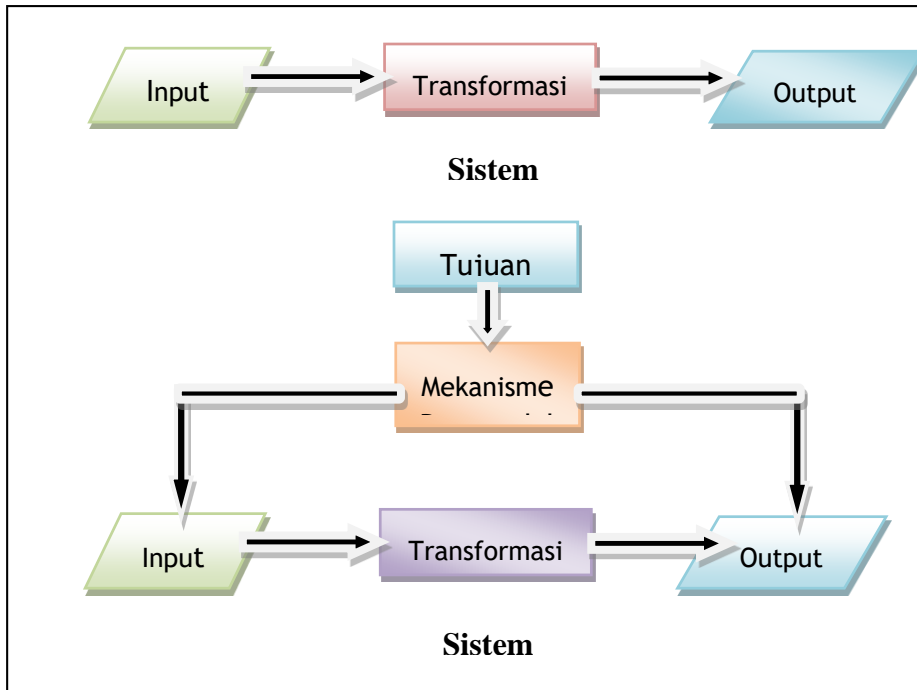 Input
Transformasi
Output
Sistem
Tujuan
Mekanisme
Input
Transformasi
Output
Sistem